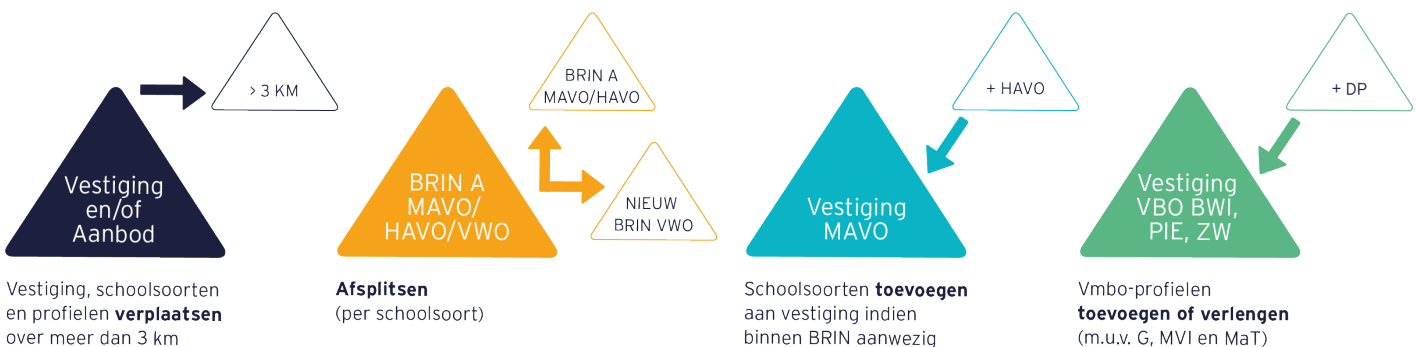 > 3 KM
Vestiging
en/of
Aanbod
Vestiging, schoolsoorten
en profielen verplaatsen
over meer dan 3 km
BRIN A
MAVO/HAVO
BRIN A
MAVO/
HAVO/VWO
NIEUW
BRIN VWO
Afsplitsen
(per schoolsoort)
+ HAVO
Vestiging
MAVO
Schoolsoorten toevoegen
aan vestiging indien
binnen BRIN aanwezig
+ DP
Vestiging
VBO BWI,
PIE, ZW
Vmbo-profielen
toevoegen of verlengen
(m.u.v. G, MVI en MaT)